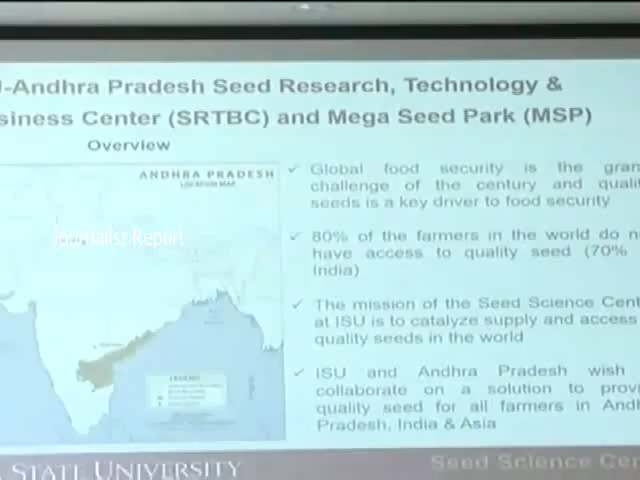 U-Andhra Pradesh Seed Research, Technology &
siness Center (SRTBC) and Mega Seed Park (MSP)
Overview
ANDHRA PRADESH
LOCATION MAP
Journalist Report
✓ Global food security is the gran
challenge of the century and quali
seeds is a key driver to food security
✓ 80% of the farmers in the world do n
have access to quality seed (70%
India)
✓ The mission of the Seed Science Cent
at ISU is to catalyze supply and access
quality seeds in the world
✓ ISU and Andhra Pradesh wish
collaborate on a solution to provi
quality seed for all farmers in Andh
Pradesh, India & Asia
LEGEND
A STATE UNIVERSITY
Seed Science Cen